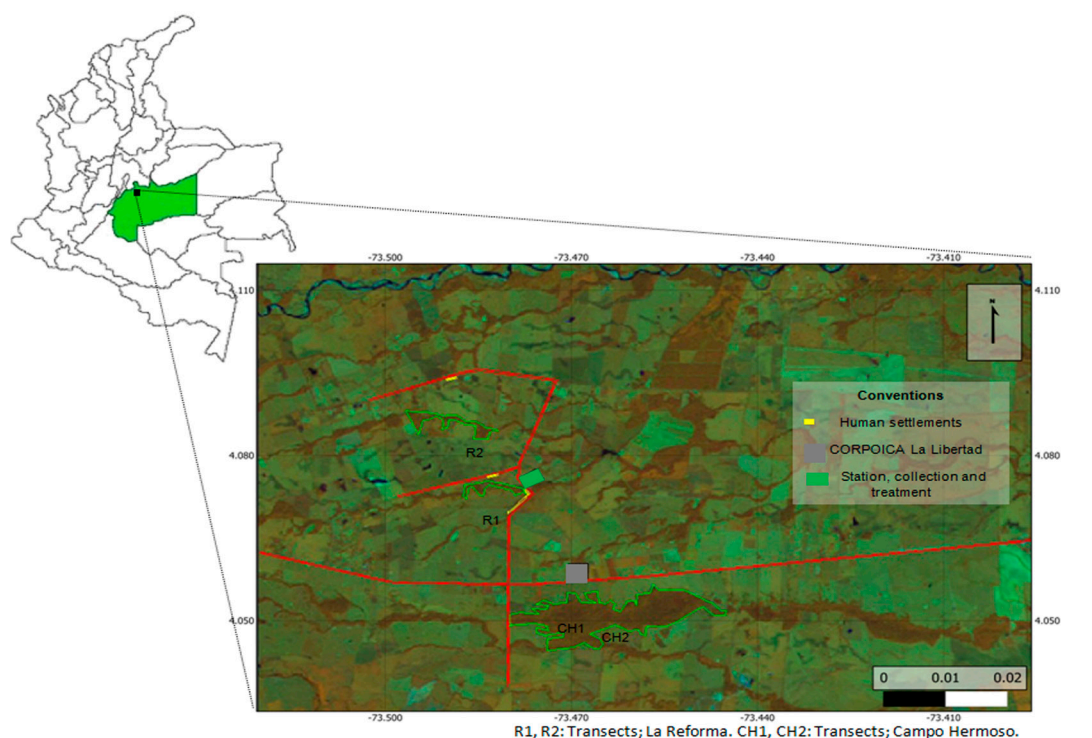 -73.500 -73.470 -73.440 -73.410
4.110 4.110
N
Conventions
Human settlements
CORPOICA La Libertad
Station, collection and
treatment
R2
4.080 4.080
R1
4.050 4.050
CH1
CH2
0 0.01 0.02
-73.500 -73.470 -73.440 -73.410
R1, R2: Transects; La Reforma. CH1, CH2: Transects; Campo Hermoso.